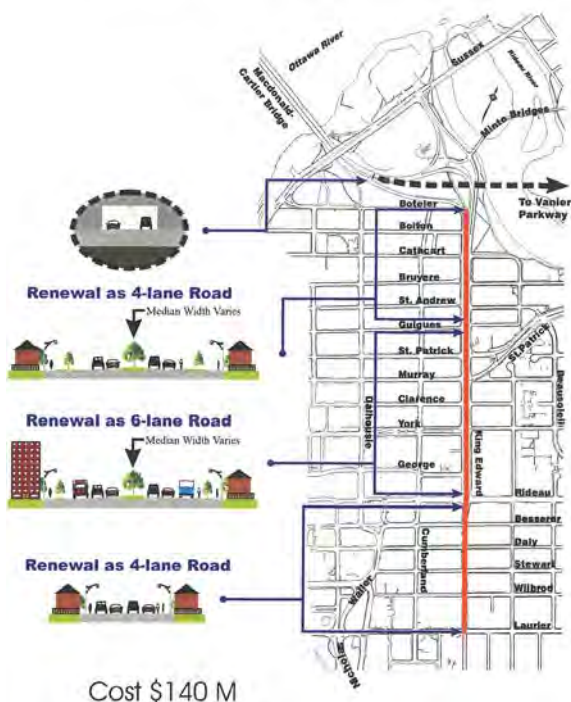 Ottawa River
Macdonald-
Cartier Bridge
Sussex
Rideau River
Minto Bridges
To Vanier
Parkway
Boteler
Bolton
Cathcart
Bruyere
St. Andrew
Guigues
St. Patrick
St.Patrick
Murray
Clarence
York
George
Dalhousie
King Edward
Beausoleil
Rideau
Besserer
Daly
Stewart
Wilbrod
Laurier
Cumberland
Waller
Nicholas
Renewal as 4-lane Road
Median Width Varies
Renewal as 6-lane Road
Median Width Varies
Renewal as 4-lane Road
Cost $140 M